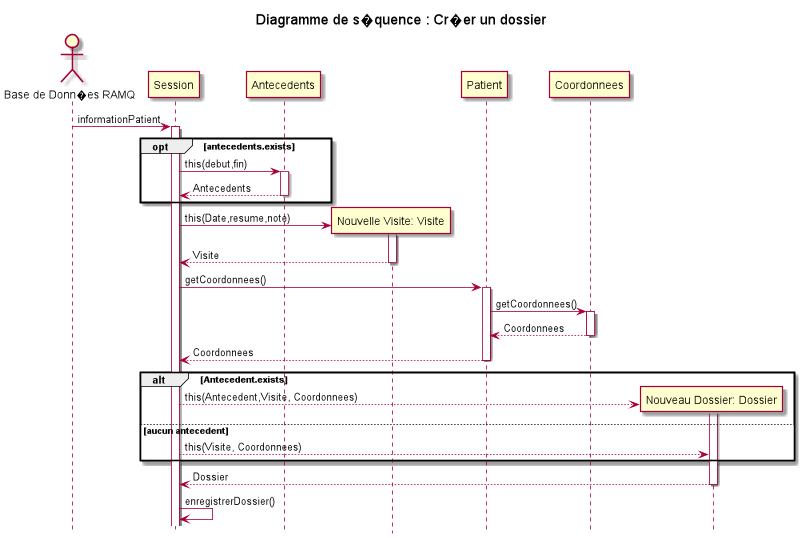 Diagramme de s�quence : Cr�er un dossier
Base de Donn�es RAMQ
Session
Antecedents
Patient
Coordonnees
informationPatient
opt [antecedents.exists]
this(debut,fin)
Antecedents
this(Date,resume,note)
Nouvelle Visite: Visite
Visite
getCoordonnees()
getCoordonnees()
Coordonnees
Coordonnees
alt [Antecedent.exists]
this(Antecedent,Visite, Coordonnees)
Nouveau Dossier: Dossier
[aucun antecedent]
this(Visite, Coordonnees)
Dossier
enregistrerDossier()